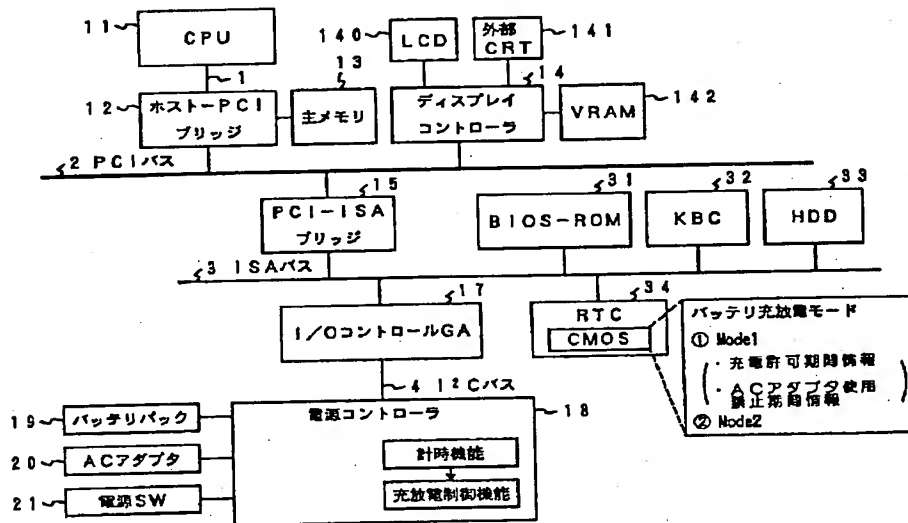 11
CPU
1
12
ホスト－PCI
ブリッジ
13
主メモリ
140
LCD
外部
CRT
141
14
ディスプレイ
コントローラ
VRAM
142
2 PCIバス
15
PCI－ISA
ブリッジ
31
BIOS－ROM
32
KBC
33
HDD
3 ISAバス
17
I/OコントロールGA
34
RTC
CMOS
バッテリ充放電モード
① Mode1
・充電許可期間情報
・ACアダプタ使用
禁止期間情報
② Mode2
4 I²Cバス
19
バッテリパック
20
ACアダプタ
21
電源SW
電源コントローラ
18
計時機能
充放電制御機能